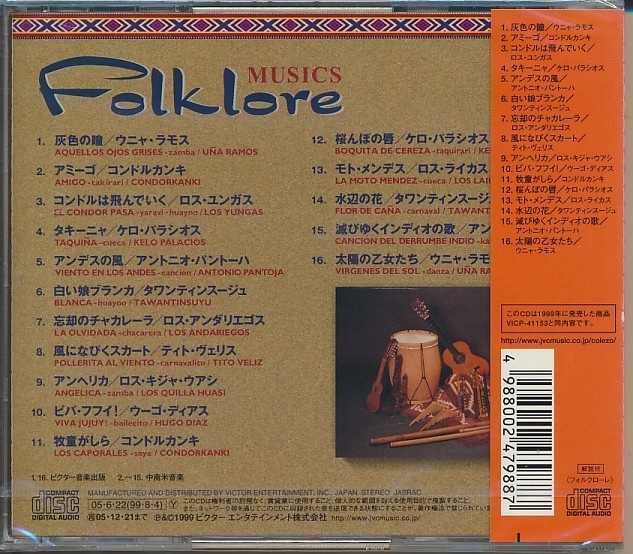 Folklore
MUSICS
1. 灰色の瞳／ウニャ・ラモス
AQUELLOS OJOS GRISES-zamba / UÑA RAMOS
2. アミーゴ／コンドルカンキ
AMIGO-takirari / CONDORKANKI
3. コンドルは飛んでいく／ロス・ユンガス
EL CONDOR PASA-yaravi-huayno / LOS YUNGAS
4. タキーニャ／ケロ・パラシオス
TAQUIÑA-cueca / KELO PALACIOS
5. アンデスの風／アントニオ・パントーハ
VIENTO EN LOS ANDES-cancion / ANTONIO PANTOJA
6. 白い娘ブランカ／タワンティンスージュ
BLANCA-huayno / TAWANTINSUYU
7. 忘却のチャカレーラ／ロス・アンダリエゴス
LA OLVIDADA-chacarera / LOS ANDARIEGOS
8. 風になびくスカート／ティト・ヴェリス
POLLERITA AL VIENTO-carnavalito / TITO VELIZ
9. アンヘリカ／ロス・キジャ・ウアシ
ANGELICA-zamba / LOS QUILLA HUASI
10. ビバ・フフイ！／ウーゴ・ディアス
VIVA JUJUY!-bailecito / HUGO DIAZ
11. 牧童がしら／コンドルカンキ
LOS CAPORALES-saya / CONDORKANKI
12. 桜んぼの唇／ケロ・パラシオス
BOQUITA DE CEREZA-taquirari / KE
13. モト・メンデス／ロス・ライカス
LA MOTO MENDEZ-cueca / LOS LAI
14. 水辺の花／タワンティンスージュ
FLOR DE CAÑA-carnaval / TAWANT
15. 滅びゆくインディオの歌／アン
CANCION DEL DERRUMBE INDIO-ka
16. 太陽の乙女たち／ウニャ・ラモ
VIRGENES DEL SOL-danza / UÑA RA
1.16. ビクター音楽出版 2.～15. 中南米音楽
COMPACT
disc
DIGITAL AUDIO
MANUFACTURED AND DISTRIBUTED BY VICTOR ENTERTAINMENT, INC., JAPAN. STEREO JASRAC
05・6・22(99・8・4) Y
再05・12・21まで
℗&©1999 ビクター エンタテインメント株式会社 http://www.jvcmusic.co.jp/
1. 灰色の瞳／ウニャ・ラモス
2. アミーゴ／コンドルカンキ
3. コンドルは飛んでいく／
ロス・ユンガス
4. タキーニャ／ケロ・パラシオス
5. アンデスの風／
アントニオ・パントーハ
6. 白い娘ブランカ／
タワンティンスージュ
7. 忘却のチャカレーラ／
ロス・アンダリエゴス
8. 風になびくスカート／
ティト・ヴェリス
9. アンヘリカ／ロス・キジャ・ウアシ
10. ビバ・フフイ！／ウーゴ・ディアス
11. 牧童がしら／コンドルカンキ
12. 桜んぼの唇／ケロ・パラシオス
13. モト・メンデス／ロス・ライカス
14. 水辺の花／タワンティンスージュ
15. 滅びゆくインディオの歌／
アントニオ・パントーハ
16. 太陽の乙女たち／
ウニャ・ラモス
このCDは1999年に発売した商品
VICP-41153と同内容です。
http://www.jvcmusic.co.jp/colezo/
4 988002 479887
解説付
(フォルクローレ)
COMPACT
disc
DIGITAL AUDIO